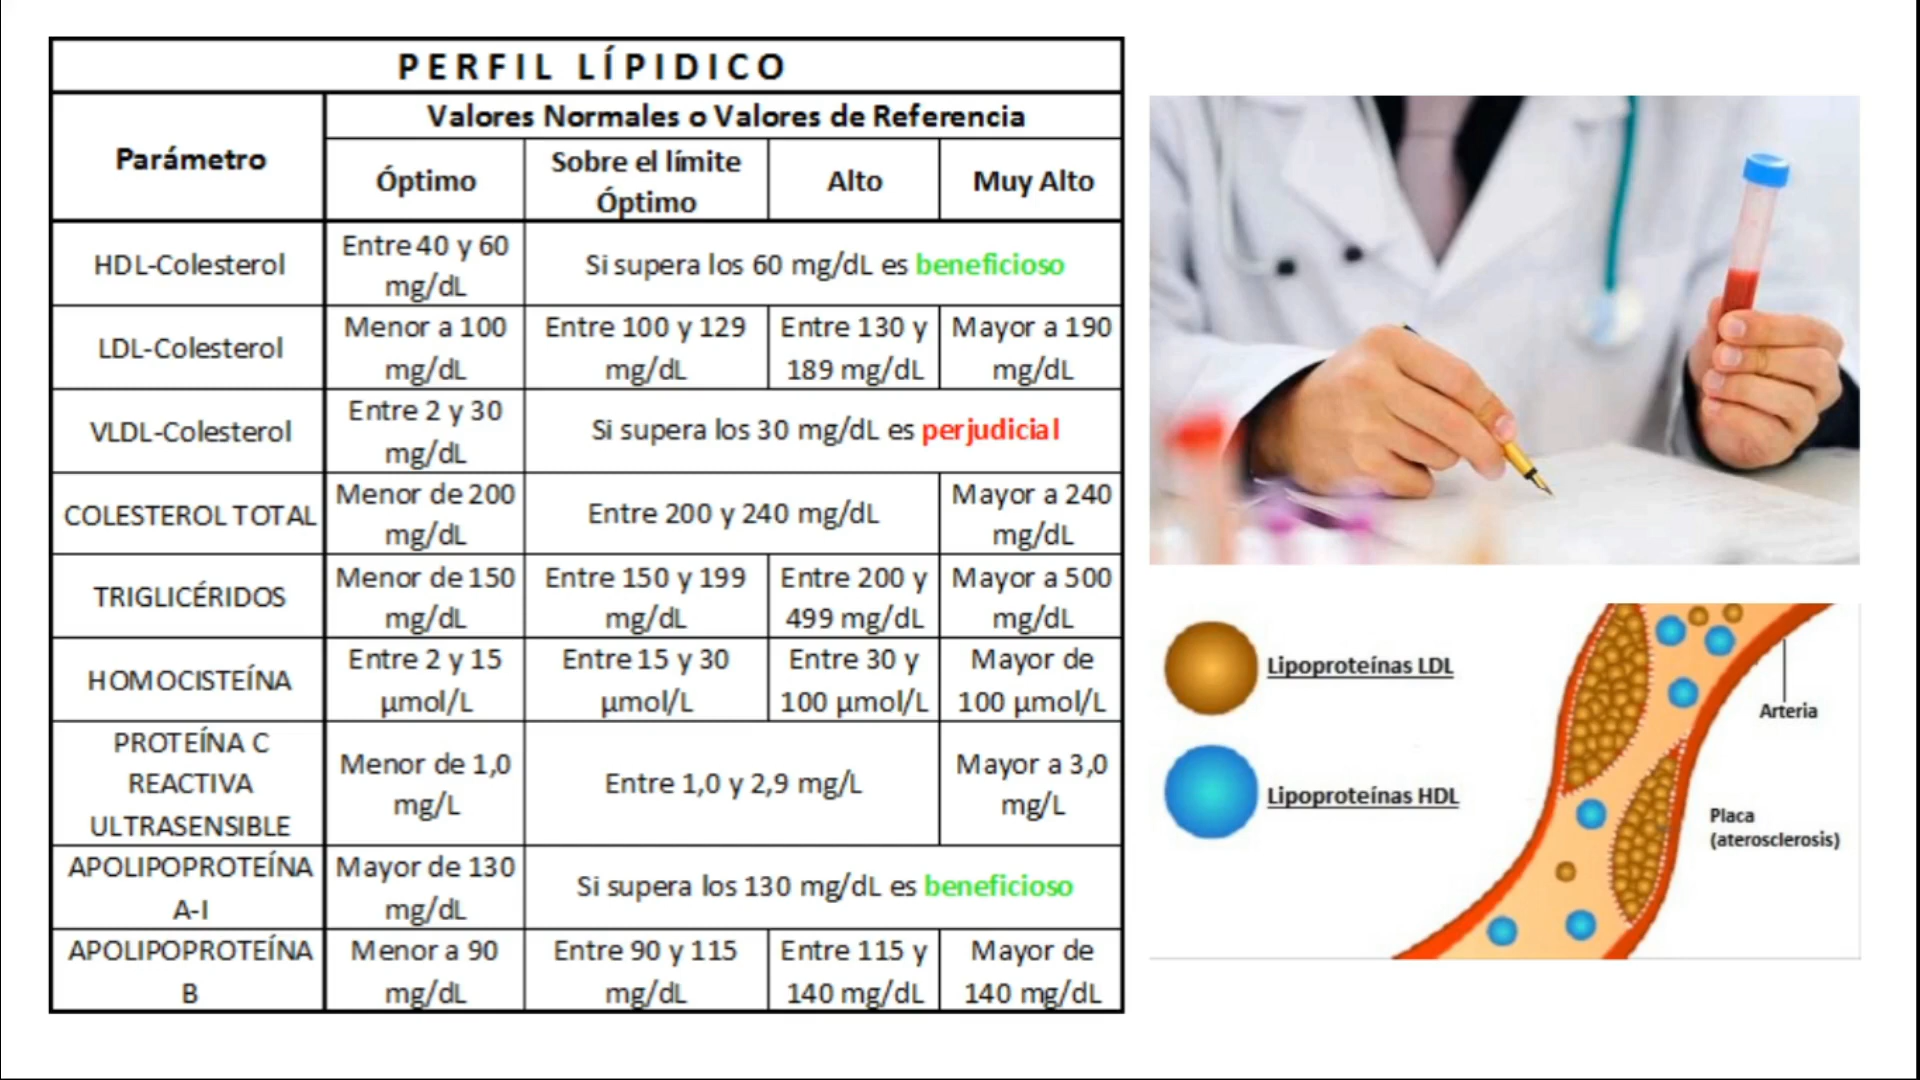 PERFIL LÍPIDICO
Parámetro
Valores Normales o Valores de Referencia
Óptimo
Sobre el límite
Óptimo
Alto
Muy Alto
HDL-Colesterol
Entre 40 y 60
mg/dL
Si supera los 60 mg/dL es beneficioso
LDL-Colesterol
Menor a 100
mg/dL
Entre 100 y 129
mg/dL
Entre 130 y
189 mg/dL
Mayor a 190
mg/dL
VLDL-Colesterol
Entre 2 y 30
mg/dL
Si supera los 30 mg/dL es perjudicial
COLESTEROL TOTAL
Menor de 200
mg/dL
Entre 200 y 240 mg/dL
Mayor a 240
mg/dL
TRIGLICÉRIDOS
Menor de 150
mg/dL
Entre 150 y 199
mg/dL
Entre 200 y
499 mg/dL
Mayor a 500
mg/dL
HOMOCISTEÍNA
Entre 2 y 15
µmol/L
Entre 15 y 30
µmol/L
Entre 30 y
100 µmol/L
Mayor de
100 µmol/L
PROTEÍNA C
REACTIVA
ULTRASENSIBLE
Menor de 1,0
mg/L
Entre 1,0 y 2,9 mg/L
Mayor a 3,0
mg/L
APOLIPOPROTEÍNA
A-I
Mayor de 130
mg/dL
Si supera los 130 mg/dL es beneficioso
APOLIPOPROTEÍNA
B
Menor a 90
mg/dL
Entre 90 y 115
mg/dL
Entre 115 y
140 mg/dL
Mayor de
140 mg/dL
Lipoproteínas LDL
Lipoproteínas HDL
Arteria
Placa
(aterosclerosis)